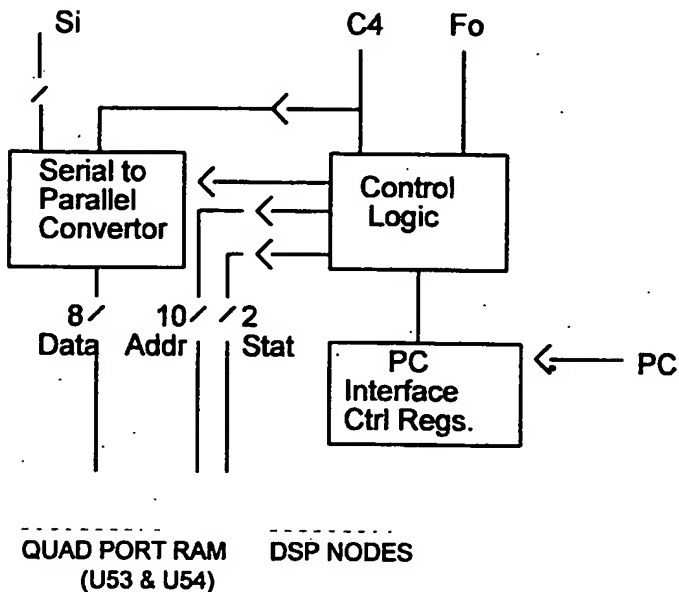 Si
C4
Fo
Serial to
Parallel
Convertor
Control
Logic
8
10
2
Data
Addr
Stat
PC
Interface
Ctrl Regs.
PC
QUAD PORT RAM
(U53 & U54)
DSP NODES